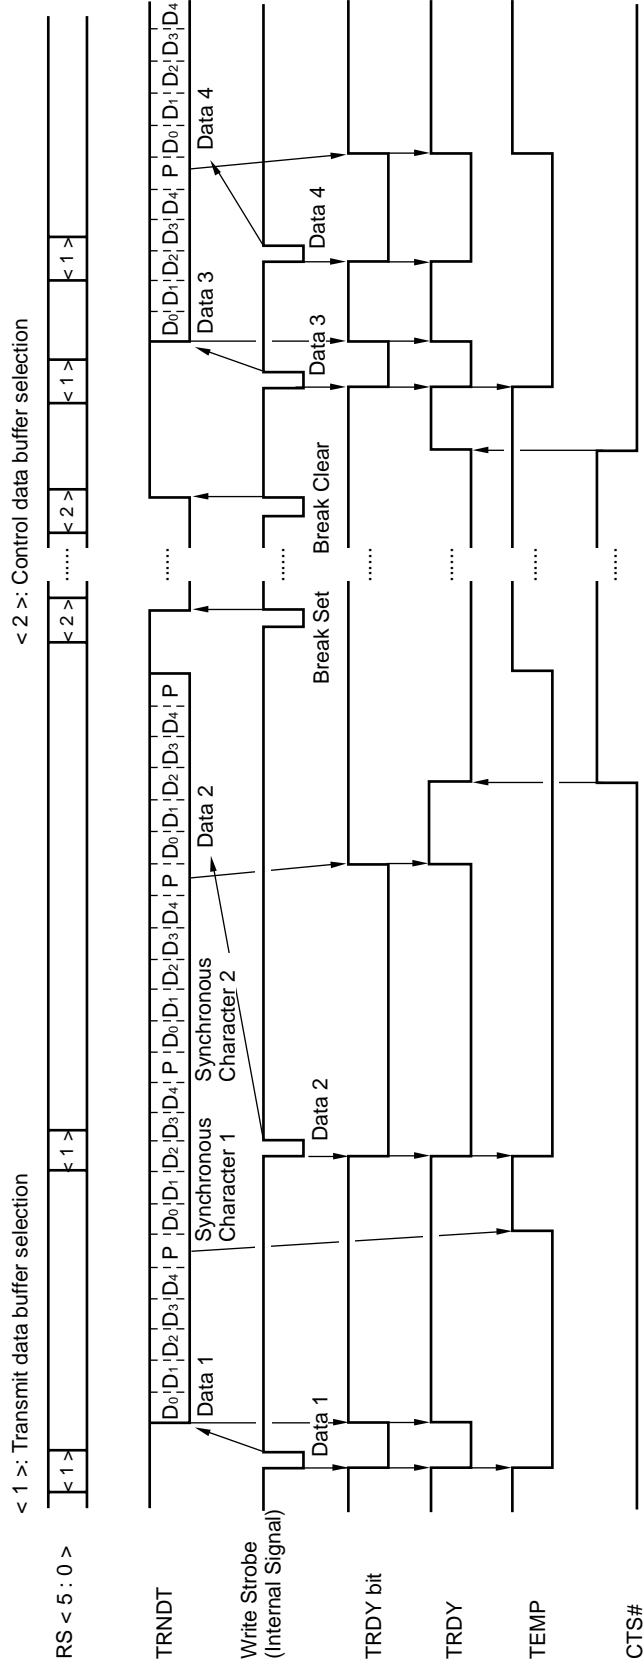 < 1 >: Transmit data buffer selection
< 2 >: Control data buffer selection
RS < 5 : 0 >
< 1 >
< 1 >
< 2 >
......
< 2 >
< 1 >
< 1 >
TRNDT
D0 D1 D2 D3 D4 P D0 D1 D2 D3 D4 P D0 D1 D2 D3 D4 P D0 D1 D2 D3 D4 P
......
D0 D1 D2 D3 D4 P D0 D1 D2 D3 D4
Data 1
Synchronous
Character 1
Synchronous
Character 2
Data 2
Data 3
Data 4
Write Strobe
(Internal Signal)
......
Data 1
Data 2
Break Set
Break Clear
Data 3
Data 4
TRDY bit
......
TRDY
......
TEMP
......
CTS#
......